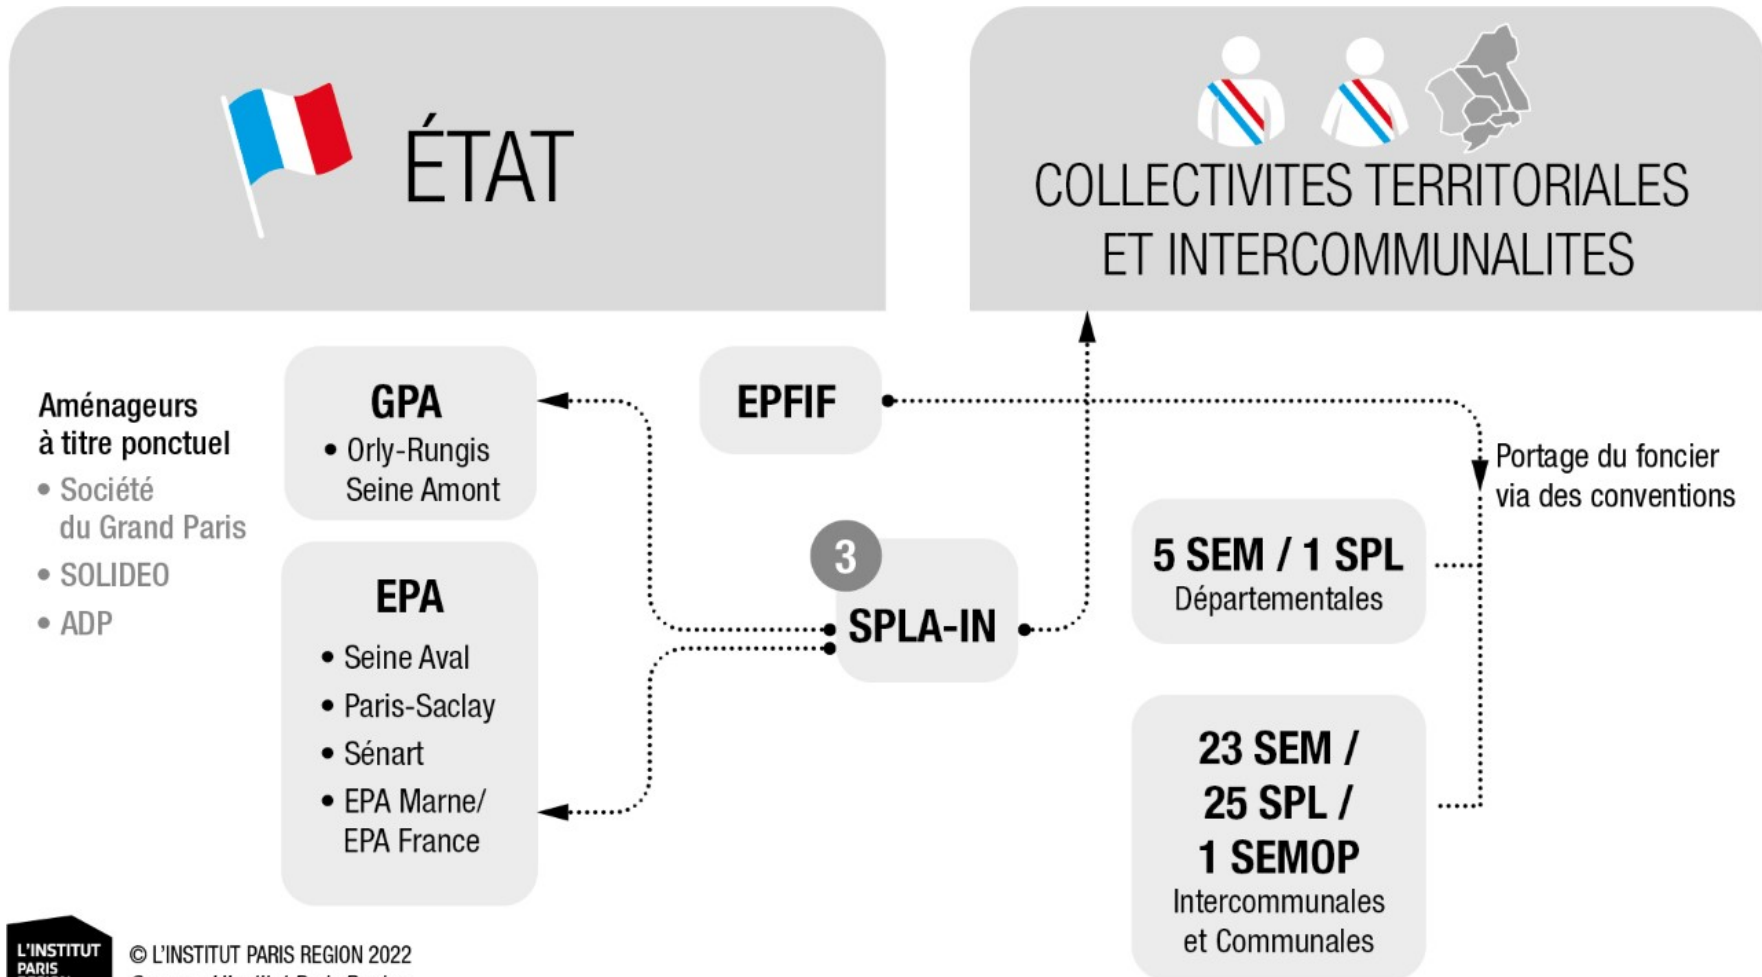 ÉTAT
COLLECTIVITES TERRITORIALES
ET INTERCOMMUNALITES
Aménageurs
à titre ponctuel
• Société
du Grand Paris
• SOLIDEO
• ADP
GPA
• Orly-Rungis
Seine Amont
EPA
• Seine Aval
• Paris-Saclay
• Sénart
• EPA Marne/
EPA France
EPFIF
3
SPLA-IN
Portage du foncier
via des conventions
5 SEM / 1 SPL
Départementales
23 SEM /
25 SPL /
1 SEMOP
Intercommunales
et Communales
L'INSTITUT
PARIS
© L'INSTITUT PARIS REGION 2022